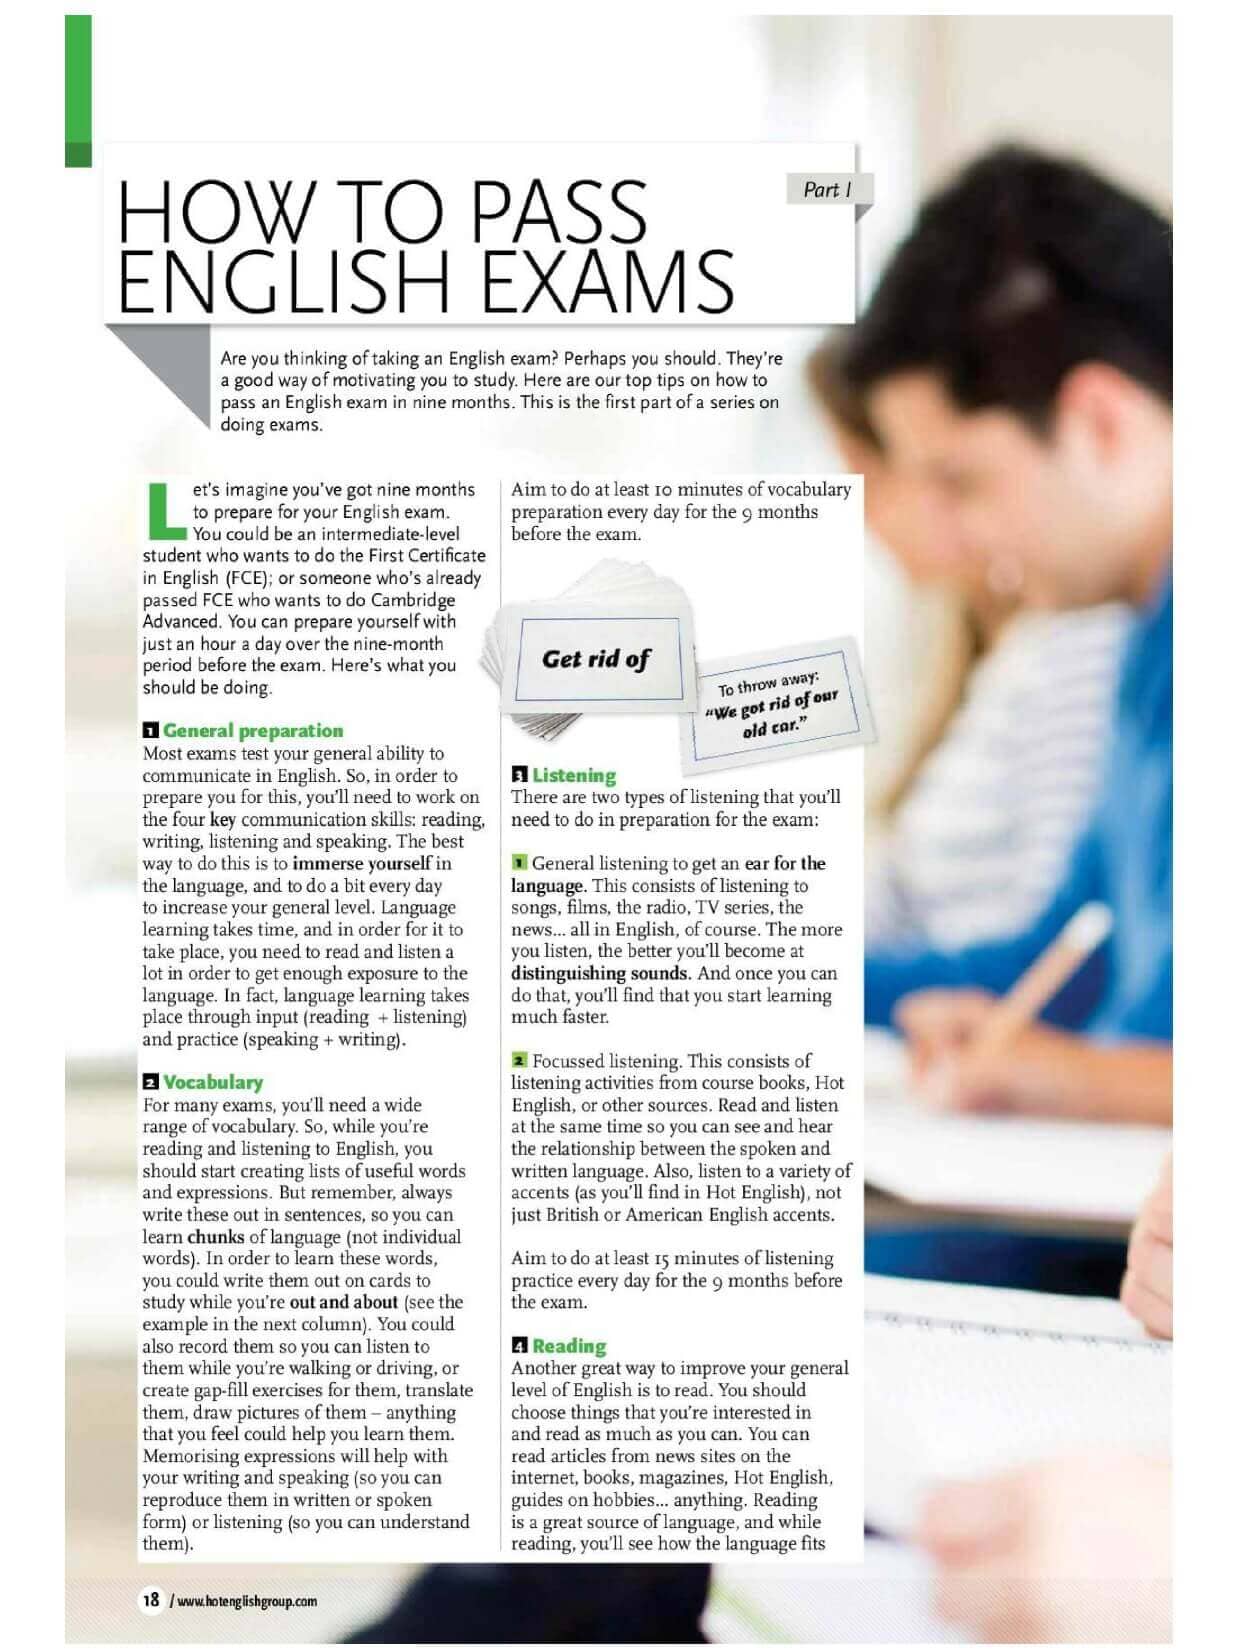 HOW TO PASS
ENGLISH EXAMS
Part I
Are you thinking of taking an English exam? Perhaps you should. They're
a good way of motivating you to study. Here are our top tips on how to
pass an English exam in nine months. This is the first part of a series on
doing exams.
Let's imagine you've got nine months
to prepare for your English exam.
You could be an intermediate-level
student who wants to do the First Certificate
in English (FCE); or someone who's already
passed FCE who wants to do Cambridge
Advanced. You can prepare yourself with
just an hour a day over the nine-month
period before the exam. Here's what you
should be doing.
1 General preparation
Most exams test your general ability to
communicate in English. So, in order to
prepare you for this, you'll need to work on
the four key communication skills: reading,
writing, listening and speaking. The best
way to do this is to immerse yourself in
the language, and to do a bit every day
to increase your general level. Language
learning takes time, and in order for it to
take place, you need to read and listen a
lot in order to get enough exposure to the
language. In fact, language learning takes
place through input (reading + listening)
and practice (speaking + writing).
2 Vocabulary
For many exams, you'll need a wide
range of vocabulary. So, while you're
reading and listening to English, you
should start creating lists of useful words
and expressions. But remember, always
write these out in sentences, so you can
learn chunks of language (not individual
words). In order to learn these words,
you could write them out on cards to
study while you're out and about (see the
example in the next column). You could
also record them so you can listen to
them while you're walking or driving, or
create gap-fill exercises for them, translate
them, draw pictures of them – anything
that you feel could help you learn them.
Memorising expressions will help with
your writing and speaking (so you can
reproduce them in written or spoken
form) or listening (so you can understand
them).
Aim to do at least 10 minutes of vocabulary
preparation every day for the 9 months
before the exam.
Get rid of
To throw away:
"We got rid of our
old car."
3 Listening
There are two types of listening that you'll
need to do in preparation for the exam:
1 General listening to get an ear for the
language. This consists of listening to
songs, films, the radio, TV series, the
news... all in English, of course. The more
you listen, the better you'll become at
distinguishing sounds. And once you can
do that, you'll find that you start learning
much faster.
2 Focussed listening. This consists of
listening activities from course books, Hot
English, or other sources. Read and listen
at the same time so you can see and hear
the relationship between the spoken and
written language. Also, listen to a variety of
accents (as you'll find in Hot English), not
just British or American English accents.
Aim to do at least 15 minutes of listening
practice every day for the 9 months before
the exam.
4 Reading
Another great way to improve your general
level of English is to read. You should
choose things that you're interested in
and read as much as you can. You can
read articles from news sites on the
internet, books, magazines, Hot English,
guides on hobbies... anything. Reading
is a great source of language, and while
reading, you'll see how the language fits
18 / www.hotenglishgroup.com